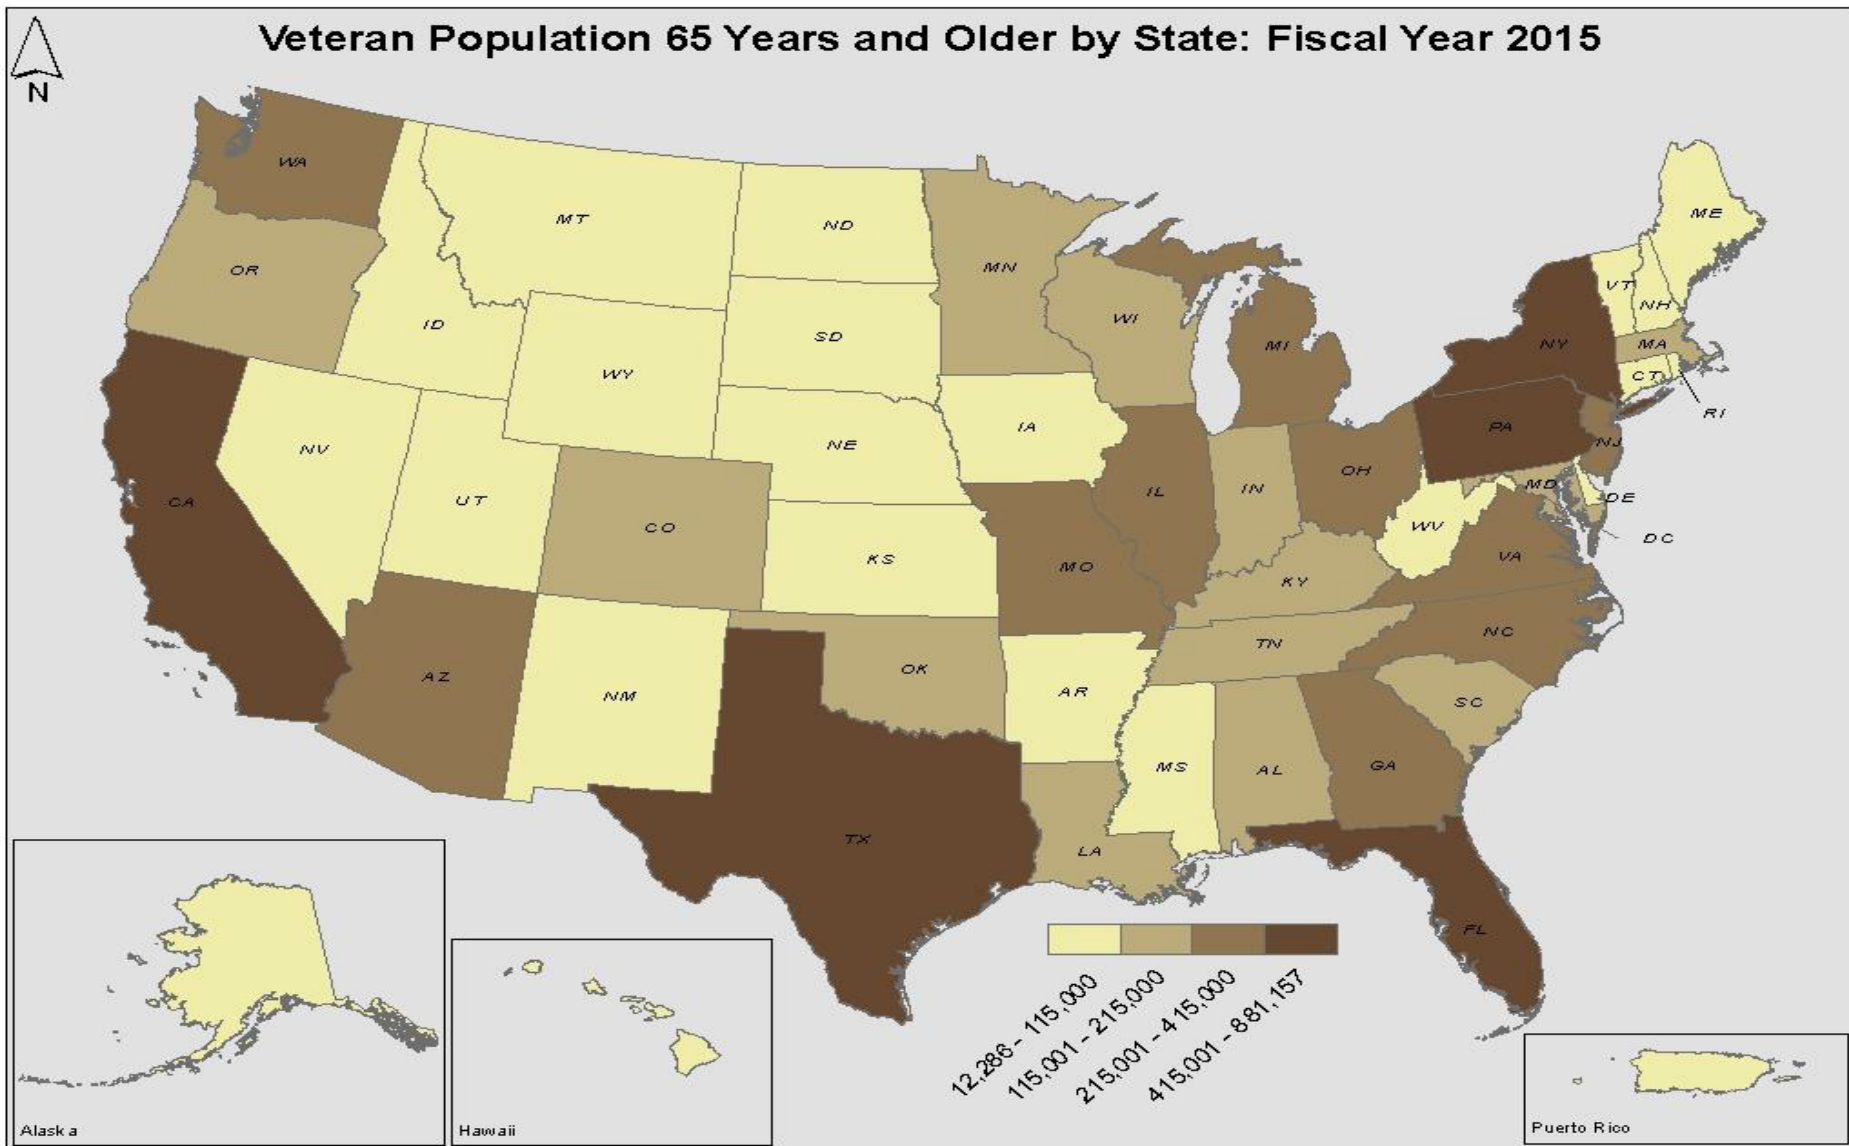 Veteran Population 65 Years and Older by State: Fiscal Year 2015
N
WA
MT
ND
MN
ME
OR
ID
SD
WI
MI
VT
NH
NY
MA
WY
CT
RI
NV
NE
IA
PA
NJ
CA
UT
CO
KS
IL
IN
OH
MD
DE
WV
DC
MO
KY
VA
AZ
NM
OK
AR
TN
NC
SC
TX
MS
AL
GA
LA
FL
12,286 - 115,000
115,001 - 215,000
215,001 - 415,000
415,001 - 881,157
Alaska
Hawaii
Puerto Rico